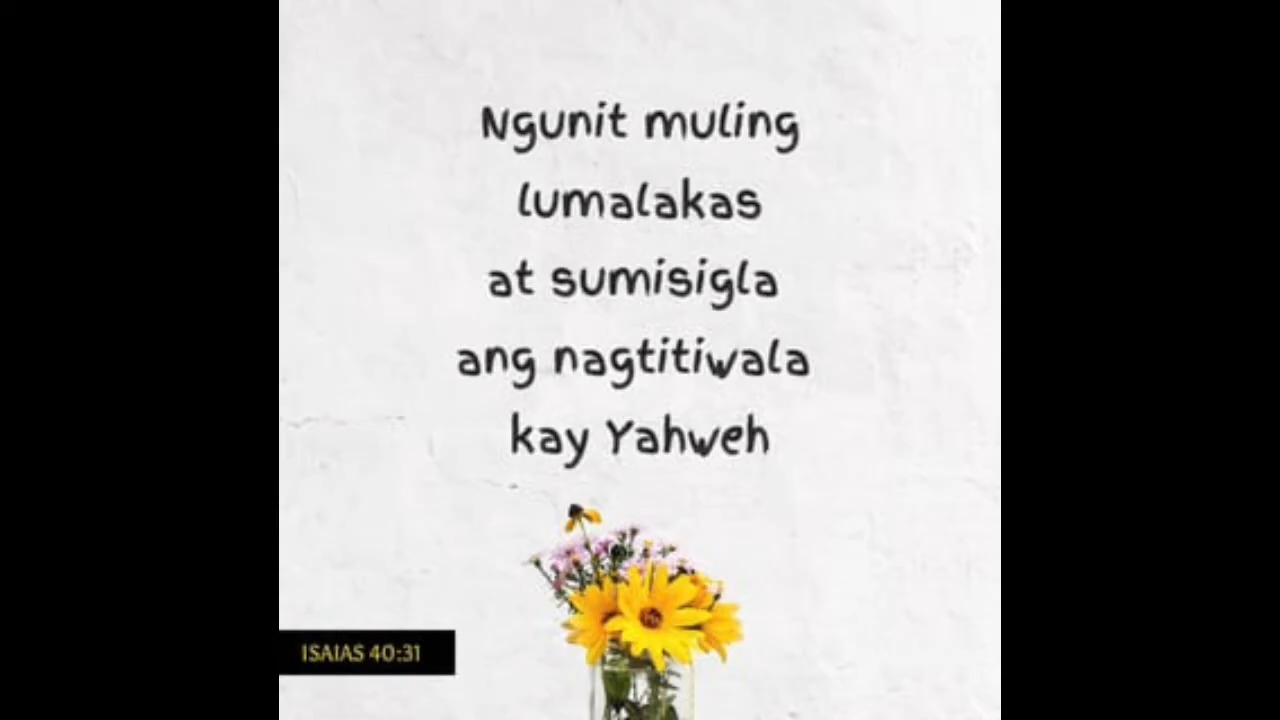 Ngunit muling
lumalakas
at sumisigla
ang nagtitiwala
kay Yahweh
ISAIAS 40:31